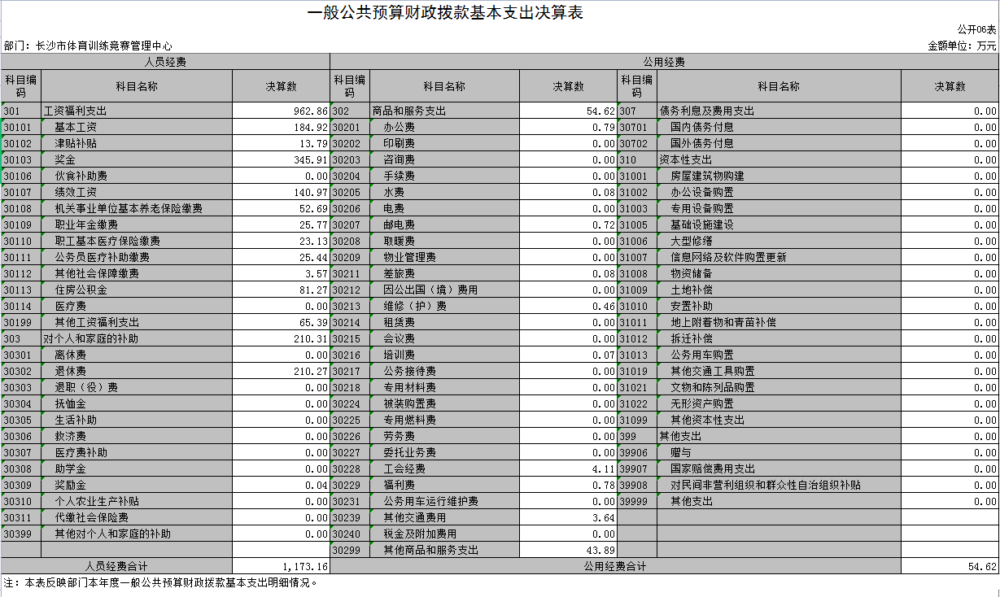 一般公共预算财政拨款基本支出决算表
公开06表
部门：长沙市体育训练竞赛管理中心 金额单位：万元
人员经费 公用经费
科目编码 科目名称 决算数 科目编码 科目名称 决算数 科目编码 科目名称 决算数
301 工资福利支出 962.86 302 商品和服务支出 54.62 307 债务利息及费用支出 0.00
30101 基本工资 184.92 30201 办公费 0.79 30701 国内债务付息 0.00
30102 津贴补贴 13.79 30202 印刷费 0.00 30702 国外债务付息 0.00
30103 奖金 345.91 30203 咨询费 0.00 310 资本性支出 0.00
30106 伙食补助费 0.00 30204 手续费 0.00 31001 房屋建筑物购建 0.00
30107 绩效工资 140.97 30205 水费 0.08 31002 办公设备购置 0.00
30108 机关事业单位基本养老保险缴费 52.69 30206 电费 0.00 31003 专用设备购置 0.00
30109 职业年金缴费 25.77 30207 邮电费 0.72 31005 基础设施建设 0.00
30110 职工基本医疗保险缴费 23.13 30208 取暖费 0.00 31006 大型修缮 0.00
30111 公务员医疗补助缴费 25.44 30209 物业管理费 0.00 31007 信息网络及软件购置更新 0.00
30112 其他社会保障缴费 3.57 30211 差旅费 0.08 31008 物资储备 0.00
30113 住房公积金 81.27 30212 因公出国（境）费用 0.00 31009 土地补偿 0.00
30114 医疗费 0.00 30213 维修（护）费 0.46 31010 安置补助 0.00
30199 其他工资福利支出 65.39 30214 租赁费 0.00 31011 地上附着物和青苗补偿 0.00
303 对个人和家庭的补助 210.31 30215 会议费 0.00 31012 拆迁补偿 0.00
30301 离休费 0.00 30216 培训费 0.07 31013 公务用车购置 0.00
30302 退休费 210.27 30217 公务接待费 0.00 31019 其他交通工具购置 0.00
30303 退职（役）费 0.00 30218 专用材料费 0.00 31021 文物和陈列品购置 0.00
30304 抚恤金 0.00 30224 被装购置费 0.00 31022 无形资产购置 0.00
30305 生活补助 0.00 30225 专用燃料费 0.00 31099 其他资本性支出 0.00
30306 救济费 0.00 30226 劳务费 0.00 399 其他支出 0.00
30307 医疗费补助 0.00 30227 委托业务费 0.00 39906 赠与 0.00
30308 助学金 0.00 30228 工会经费 4.11 39907 国家赔偿费用支出 0.00
30309 奖励金 0.04 30229 福利费 0.78 39908 对民间非营利组织和群众性自治组织补贴 0.00
30310 个人农业生产补贴 0.00 30231 公务用车运行维护费 0.00 39999 其他支出 0.00
30311 代缴社会保险费 0.00 30239 其他交通费用 3.64
30399 其他对个人和家庭的补助 0.00 30240 税金及附加费用 0.00
30299 其他商品和服务支出 43.89
人员经费合计 1,173.16 公用经费合计 54.62
注：本表反映部门本年度一般公共预算财政拨款基本支出明细情况。